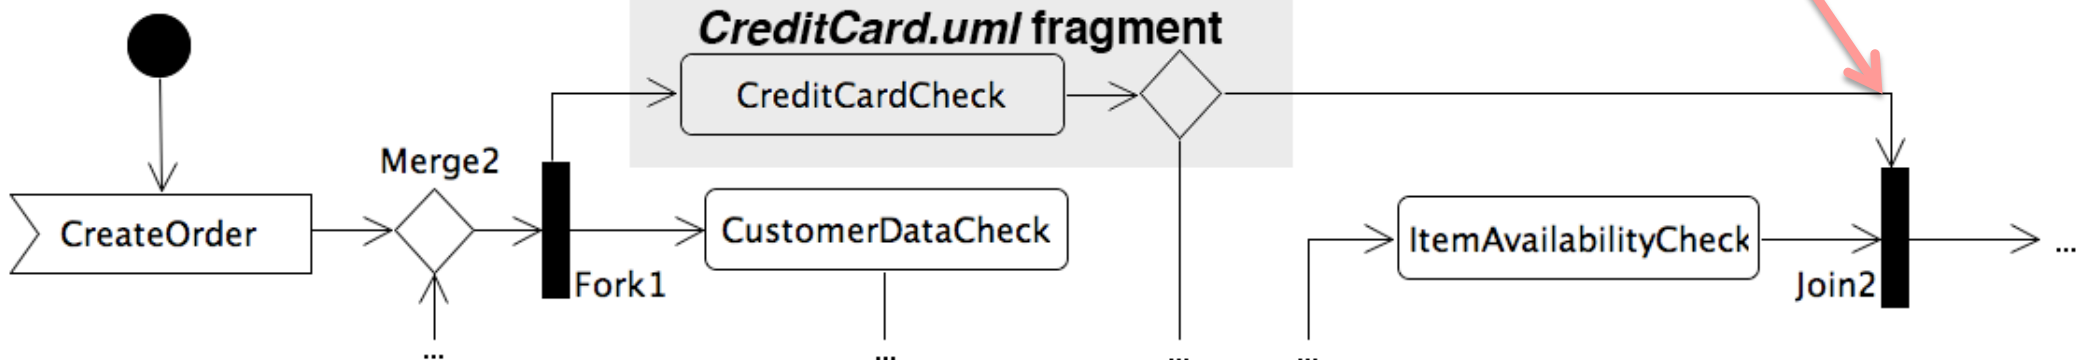 CreditCard.uml fragment
CreditCardCheck
Merge2
CreateOrder
CustomerDataCheck
ItemAvailabilityCheck
...
Fork1
Join2
...
...
...
...